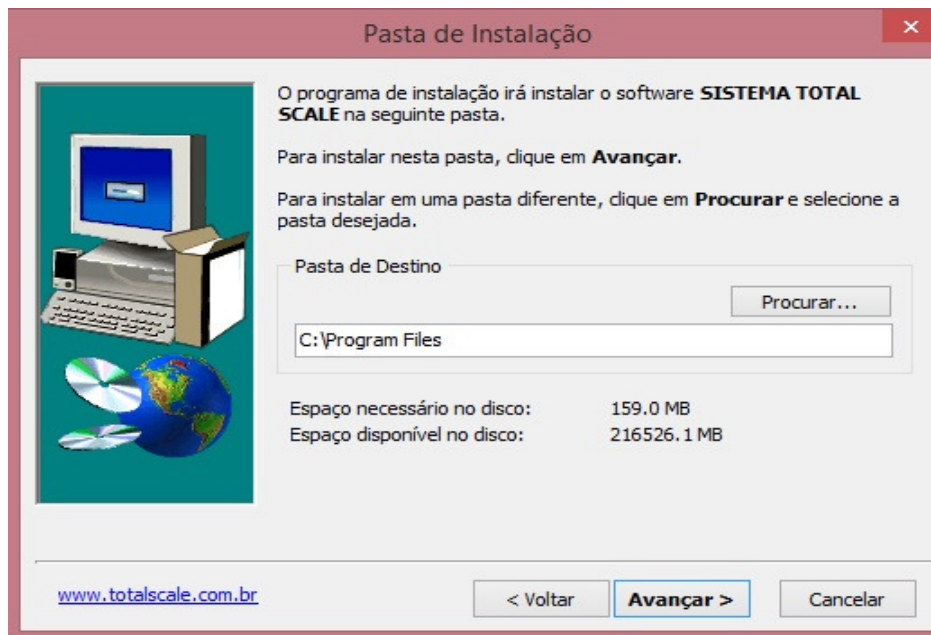 Pasta de Instalação
O programa de instalação irá instalar o software SISTEMA TOTAL
SCALE na seguinte pasta.
Para instalar nesta pasta, clique em Avançar.
Para instalar em uma pasta diferente, clique em Procurar e selecione a
pasta desejada.
Pasta de Destino
Procurar...
C:\Program Files
Espaço necessário no disco: 159.0 MB
Espaço disponível no disco: 216526.1 MB
www.totalscale.com.br
< Voltar Avançar > Cancelar